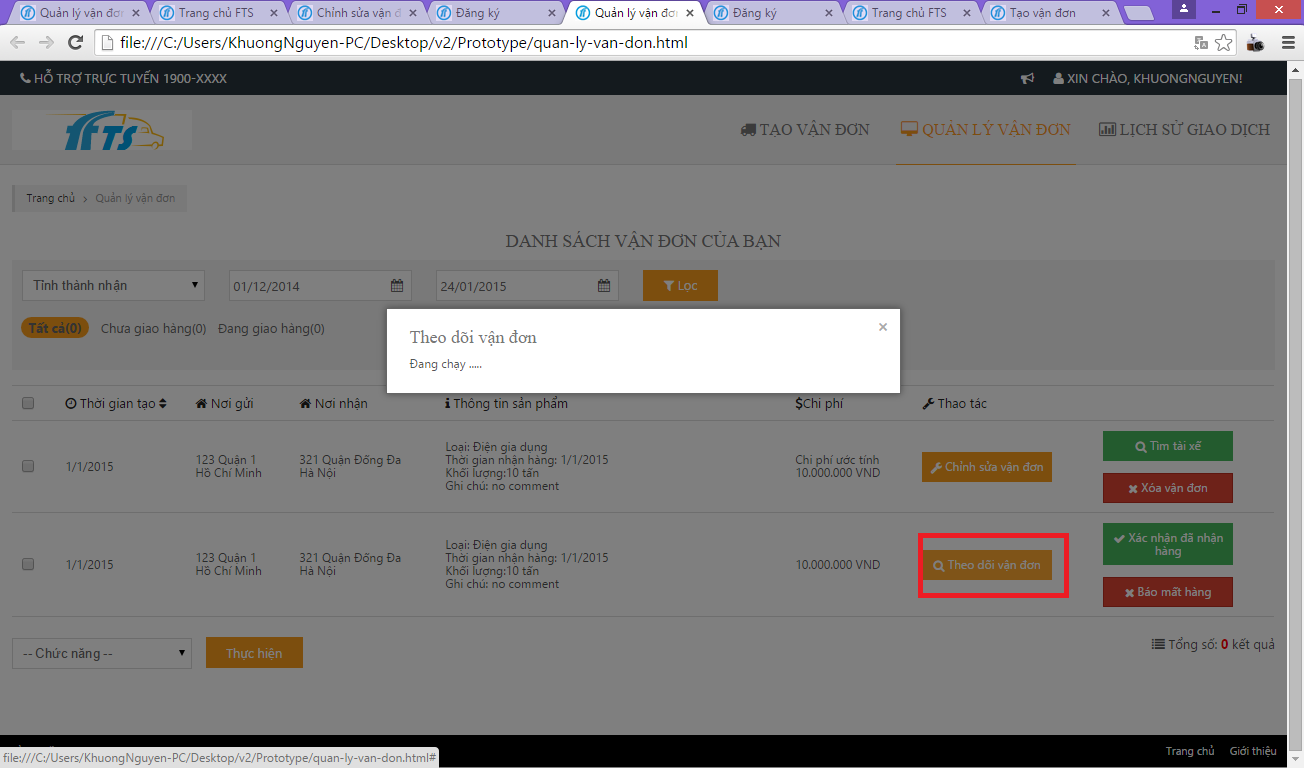 Quản lý vận đơn
Trang chủ FTS
Chỉnh sửa vận đ
Đăng ký
Quản lý vận đơn
Đăng ký
Trang chủ FTS
Tạo vận đơn
file:///C:/Users/KhuongNguyen-PC/Desktop/v2/Prototype/quan-ly-van-don.html
HỖ TRỢ TRỰC TUYẾN 1900-XXXX
XIN CHÀO, KHUONGNGUYEN!
FTS
TẠO VẬN ĐƠN
QUẢN LÝ VẬN ĐƠN
LỊCH SỬ GIAO DỊCH
Trang chủ › Quản lý vận đơn
DANH SÁCH VẬN ĐƠN CỦA BẠN
Tỉnh thành nhận
01/12/2014
24/01/2015
Lọc
Tất cả(0) Chưa giao hàng(0) Đang giao hàng(0)
Theo dõi vận đơn
×
Đang chạy .....
Thời gian tạo
Nơi gửi
Nơi nhận
Thông tin sản phẩm
$Chi phí
Thao tác
1/1/2015
123 Quận 1
Hồ Chí Minh
321 Quận Đống Đa
Hà Nội
Loại: Điện gia dụng
Thời gian nhận hàng: 1/1/2015
Khối lượng:10 tấn
Ghi chú: no comment
Chi phí ước tính
10.000.000 VND
Chỉnh sửa vận đơn
Tìm tài xế
Xóa vận đơn
1/1/2015
123 Quận 1
Hồ Chí Minh
321 Quận Đống Đa
Hà Nội
Loại: Điện gia dụng
Thời gian nhận hàng: 1/1/2015
Khối lượng:10 tấn
Ghi chú: no comment
10.000.000 VND
Theo dõi vận đơn
Xác nhận đã nhận
hàng
Báo mất hàng
-- Chức năng --
Thực hiện
Tổng số: 0 kết quả
Trang chủ
Giới thiệu
file:///C:/Users/KhuongNguyen-PC/Desktop/v2/Prototype/quan-ly-van-don.html#